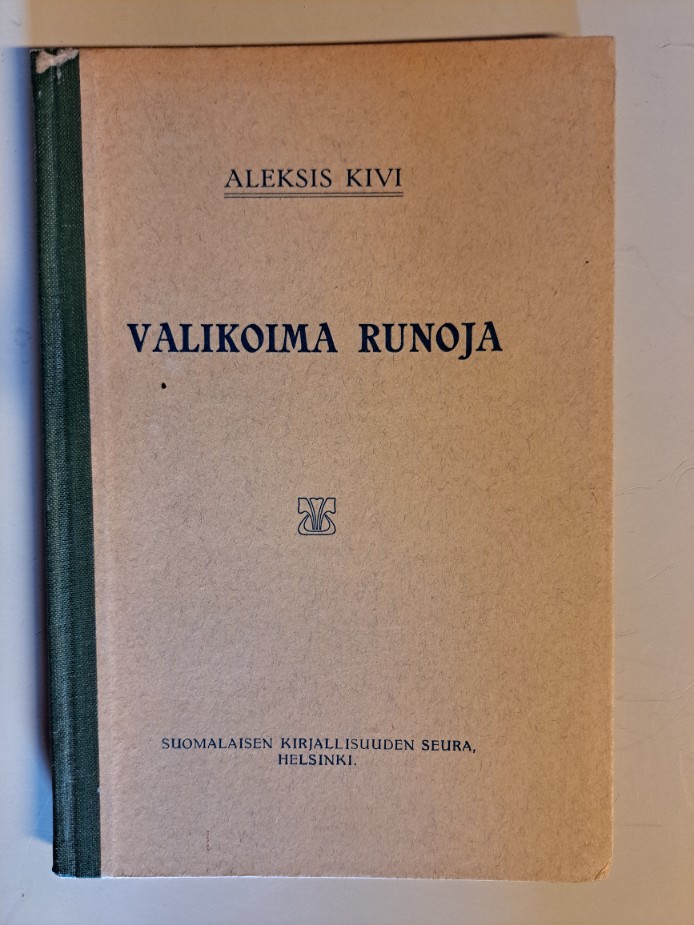 ALEKSIS KIVI
VALIKOIMA RUNOJA
SUOMALAISEN KIRJALLISUUDEN SEURA,
HELSINKI.